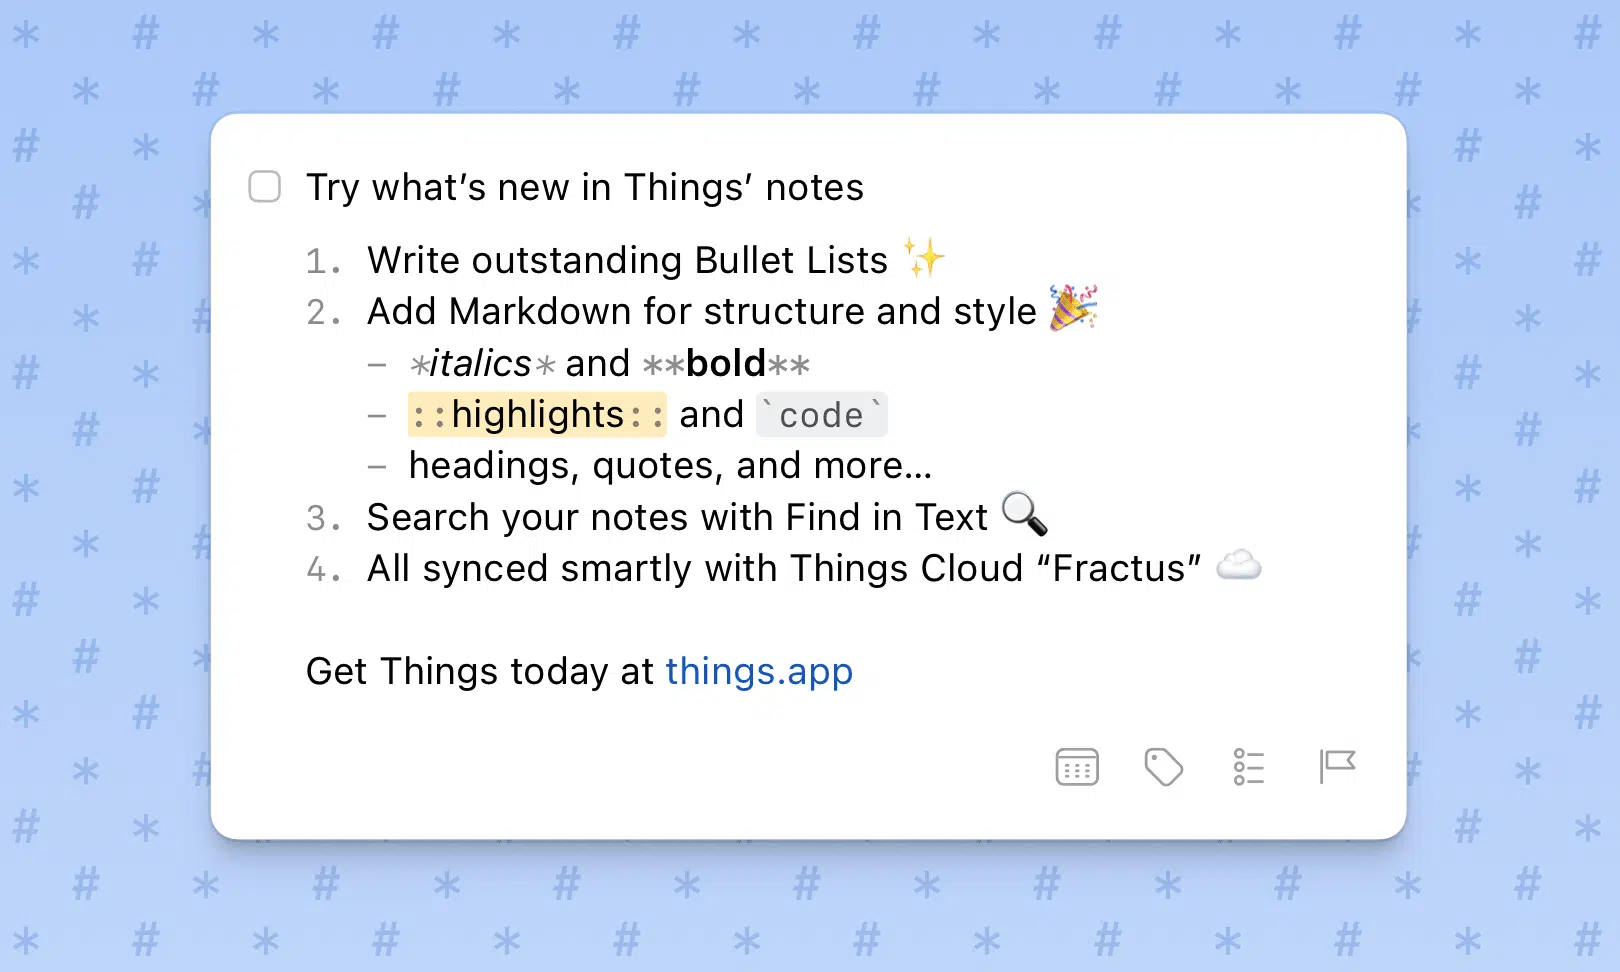 Try what’s new in Things’ notes
1. Write outstanding Bullet Lists ✨
2. Add Markdown for structure and style 🎉
– *italics* and **bold**
– ::highlights:: and `code`
– headings, quotes, and more…
3. Search your notes with Find in Text 🔍
4. All synced smartly with Things Cloud “Fractus” ☁️
Get Things today at things.app